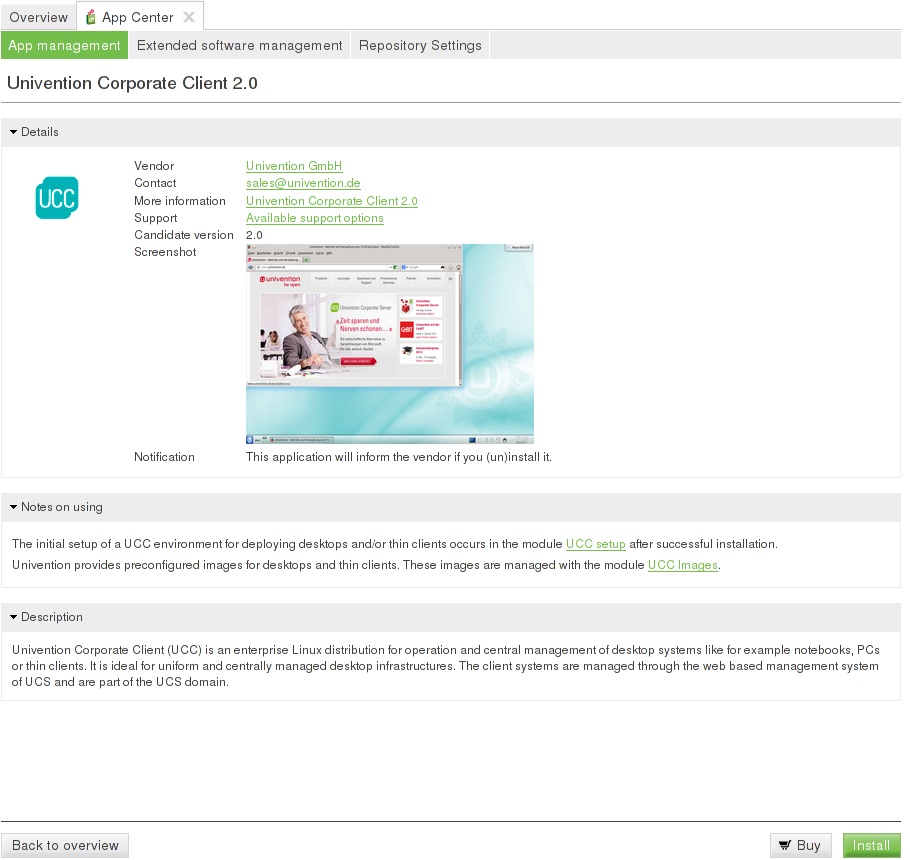 Overview
App Center
App management
Extended software management
Repository Settings
Univention Corporate Client 2.0
Details
UCC
Vendor
Univention GmbH
Contact
sales@univention.de
More information
Univention Corporate Client 2.0
Support
Available support options
Candidate version
2.0
Screenshot
univention
be open.
Univention Corporate Server
Zeit sparen und
Nerven schonen...
Notification
This application will inform the vendor if you (un)install it.
Notes on using
The initial setup of a UCC environment for deploying desktops and/or thin clients occurs in the module UCC setup after successful installation.
Univention provides preconfigured images for desktops and thin clients. These images are managed with the module UCC Images.
Description
Univention Corporate Client (UCC) is an enterprise Linux distribution for operation and central management of desktop systems like for example notebooks, PCs
or thin clients. It is ideal for uniform and centrally managed desktop infrastructures. The client systems are managed through the web based management system
of UCS and are part of the UCS domain.
Back to overview
Buy
Install